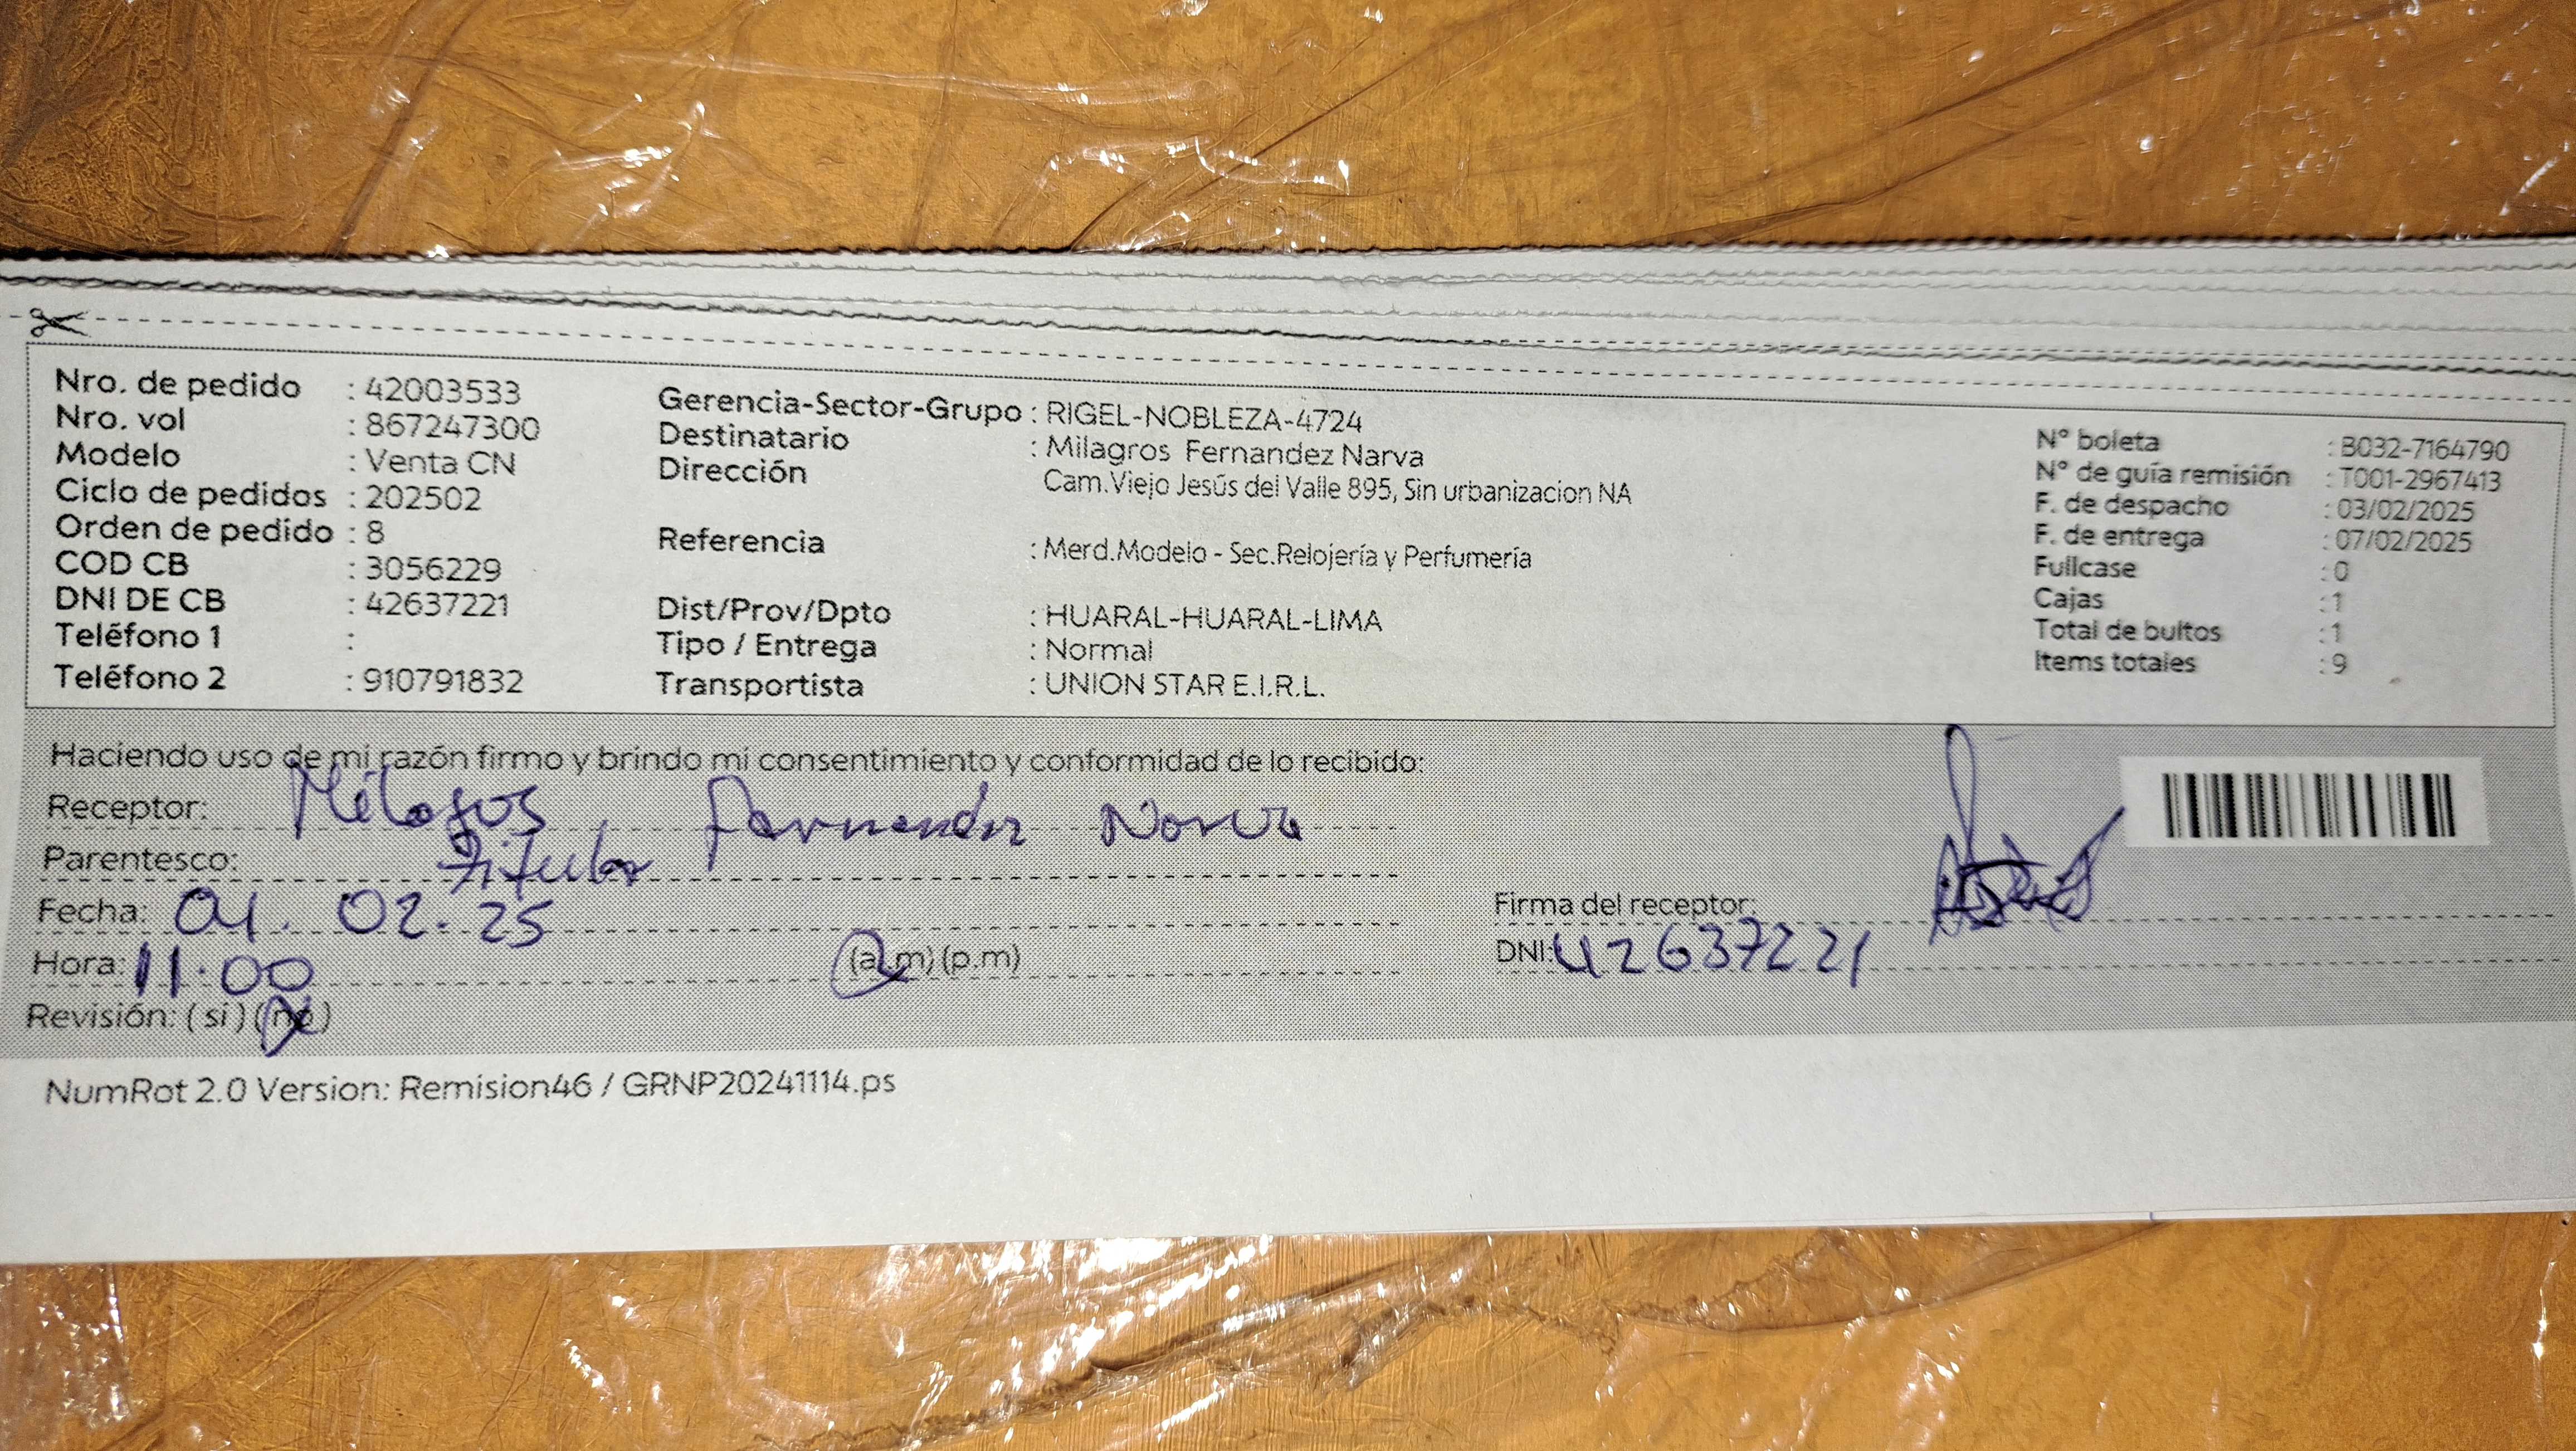 Nro. de pedido : 42003533
Nro. vol : 867247300
Modelo : Venta CN
Ciclo de pedidos : 202502
Orden de pedido : 8
COD CB : 3056229
DNI DE CB : 42637221
Teléfono 1 :
Teléfono 2 : 910791832
Gerencia-Sector-Grupo : RIGEL-NOBLEZA-4724
Destinatario : Milagros Fernandez Narva
Dirección Cam.Viejo Jesús del Valle 895, Sin urbanizacion NA
Referencia : Merd.Modelo - Sec.Relojería y Perfumería
Dist/Prov/Dpto : HUARAL-HUARAL-LIMA
Tipo / Entrega : Normal
Transportista : UNION STAR E.I.R.L.
N° boleta : B032-7164790
N° de guía remisión : T001-2967413
F. de despacho : 03/02/2025
F. de entrega : 07/02/2025
Fullcase : 0
Cajas : 1
Total de bultos : 1
Items totales : 9
Haciendo uso de mi razón firmo y brindo mi consentimiento y conformidad de lo recibido:
Receptor: Milagros Fernandez Narva
Parentesco: Titular
Fecha: 04. 02. 25
Hora: 11:00 (a.m) (p.m)
Revisión: ( si ) ( no )
Firma del receptor:
DNI: 42637221
NumRot 2.0 Version: Remision46 / GRNP20241114.ps